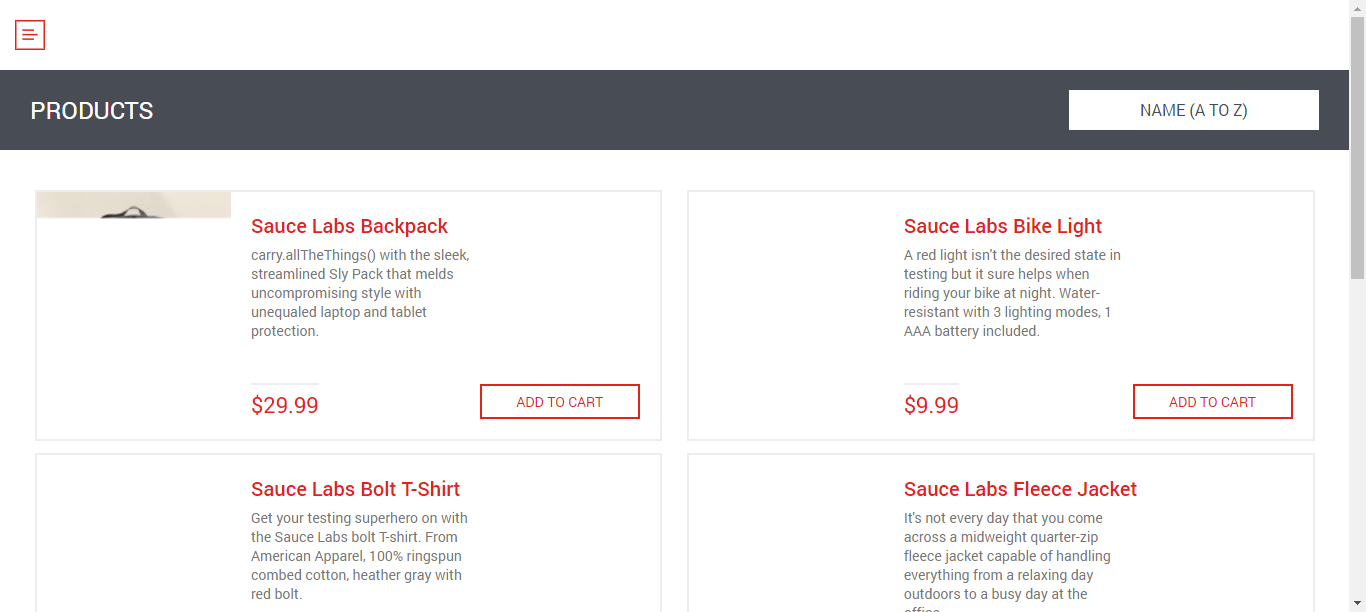 PRODUCTS
NAME (A TO Z)
Sauce Labs Backpack
carry.allTheThings() with the sleek,
streamlined Sly Pack that melds
uncompromising style with
unequaled laptop and tablet
protection.
$29.99
ADD TO CART
Sauce Labs Bike Light
A red light isn't the desired state in
testing but it sure helps when
riding your bike at night. Water-
resistant with 3 lighting modes, 1
AAA battery included.
$9.99
ADD TO CART
Sauce Labs Bolt T-Shirt
Get your testing superhero on with
the Sauce Labs bolt T-shirt. From
American Apparel, 100% ringspun
combed cotton, heather gray with
red bolt.
Sauce Labs Fleece Jacket
It's not every day that you come
across a midweight quarter-zip
fleece jacket capable of handling
everything from a relaxing day
outdoors to a busy day at the